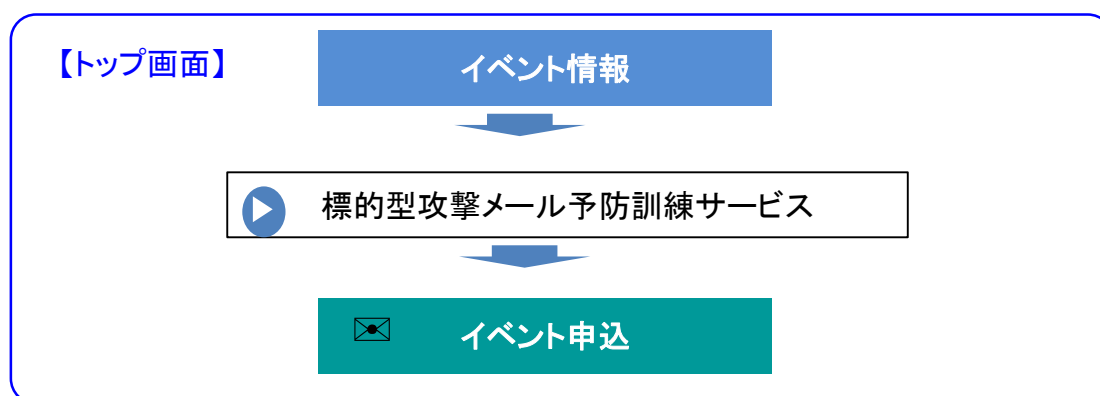 【トップ画面】
イベント情報
標的型攻撃メール予防訓練サービス
イベント申込